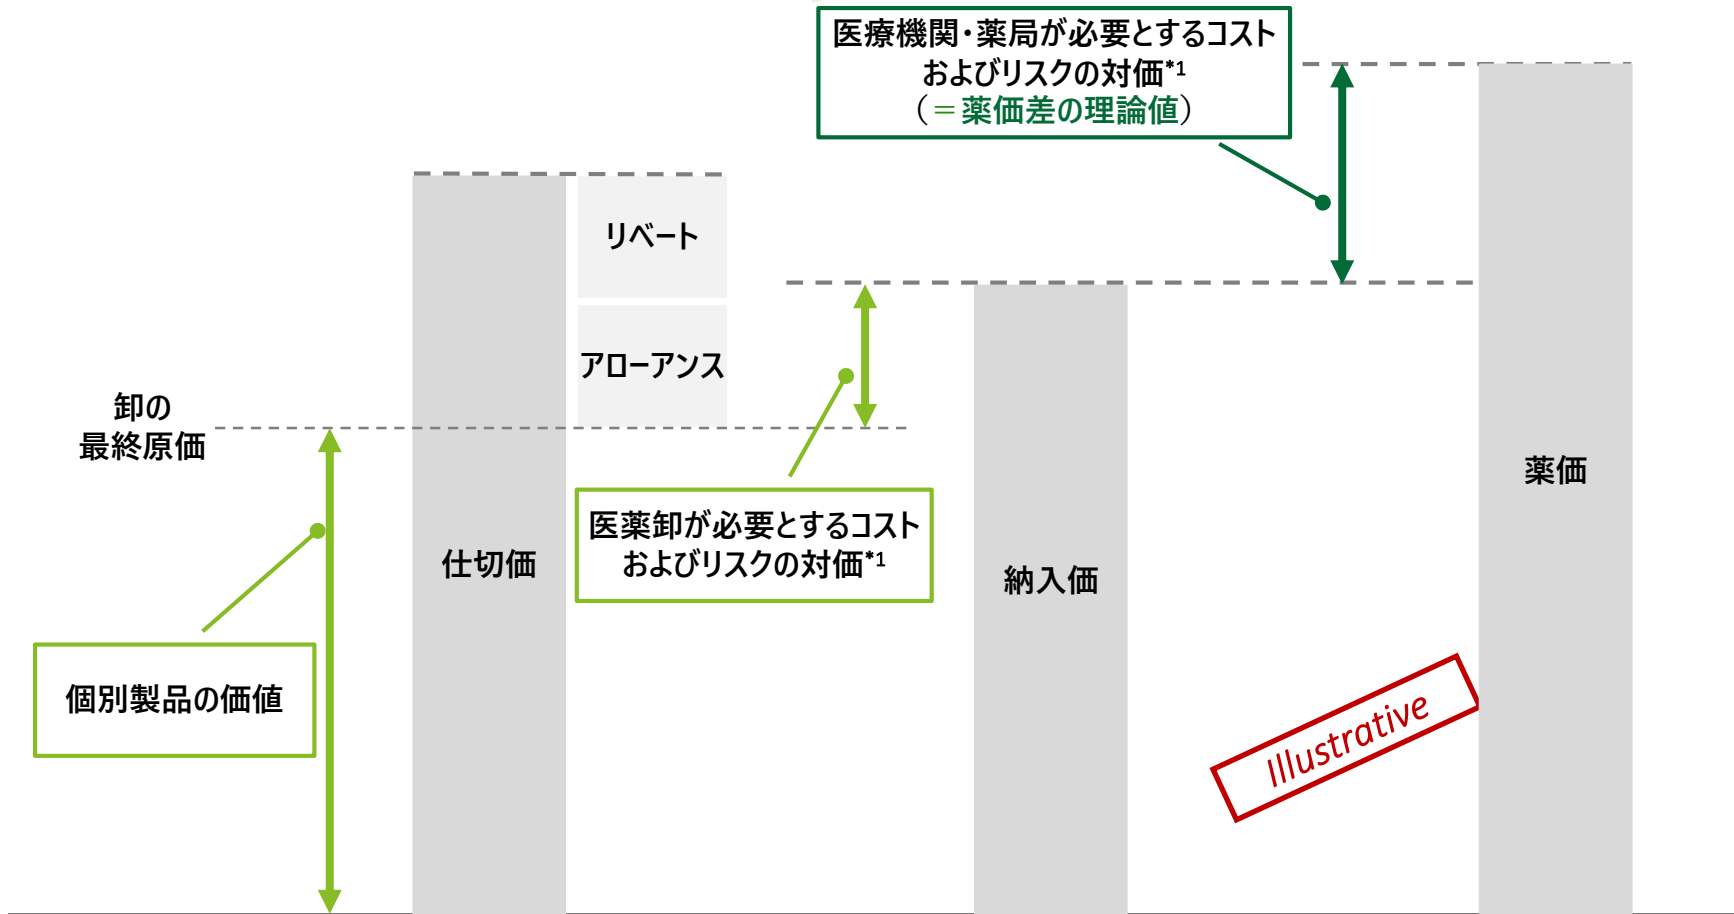 医療機関・薬局が必要とするコスト
およびリスクの対価*1
（＝薬価差の理論値）
リベート
アローアンス
卸の
最終原価
薬価
医薬卸が必要とするコスト
およびリスクの対価*1
仕切価
納入価
個別製品の価値
Illustrative